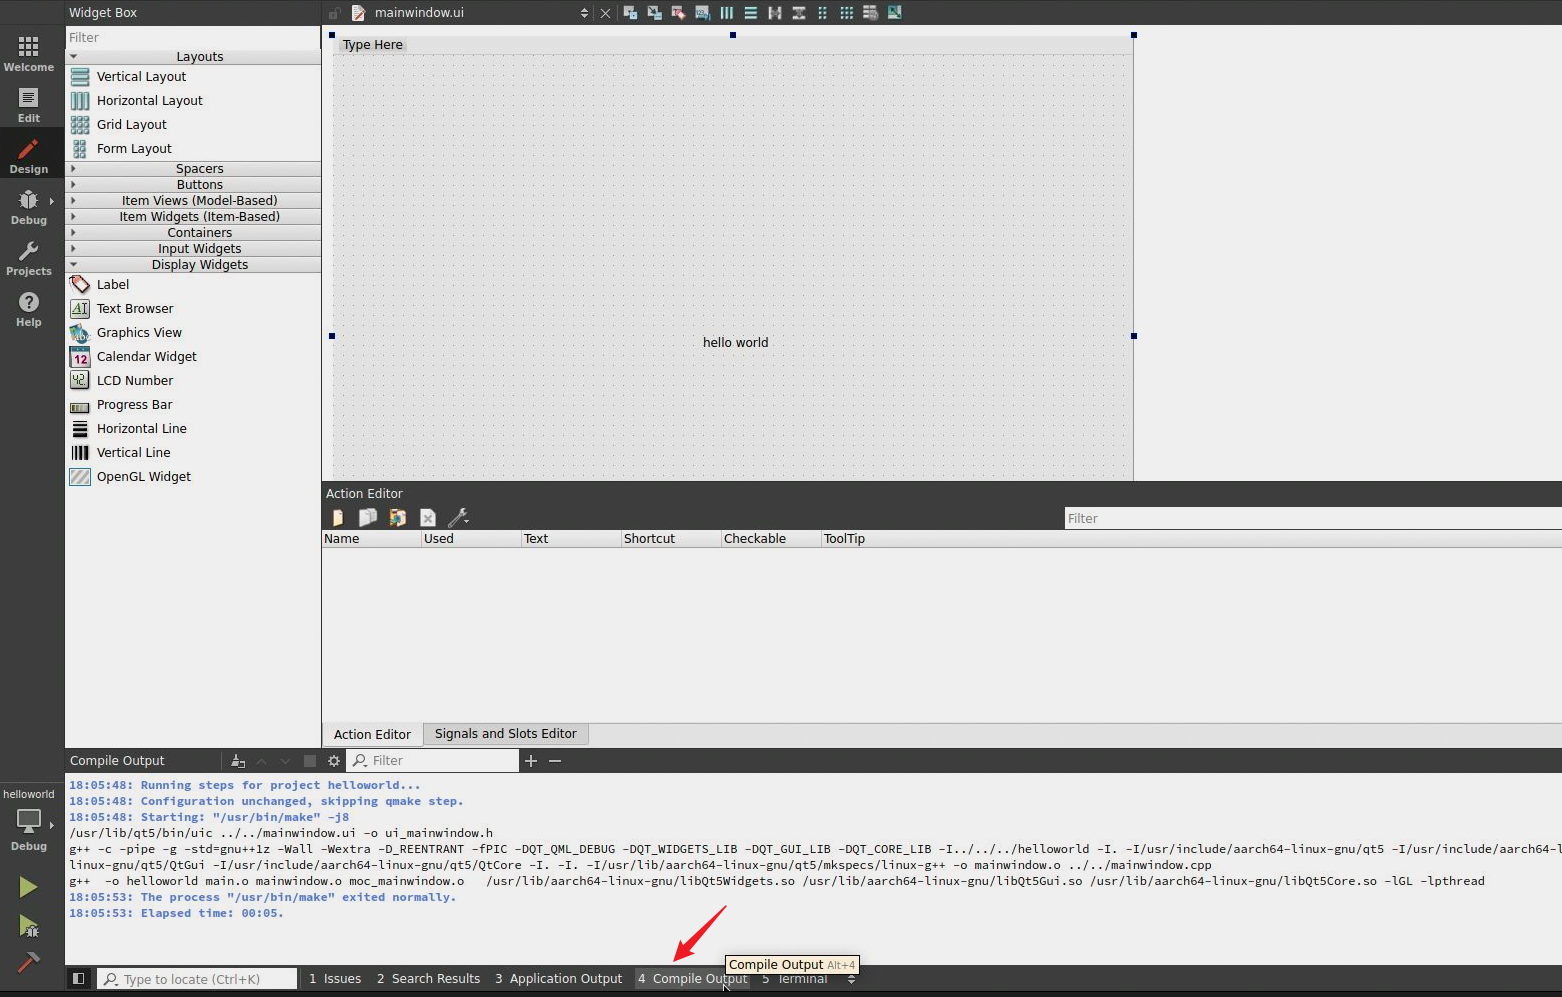 Widget Box
mainwindow.ui
Filter
Type Here
Layouts
Vertical Layout
Horizontal Layout
Grid Layout
Form Layout
Spacers
Buttons
Item Views (Model-Based)
Item Widgets (Item-Based)
Containers
Input Widgets
Display Widgets
Label
Text Browser
Graphics View
Calendar Widget
LCD Number
Progress Bar
Horizontal Line
Vertical Line
OpenGL Widget
Welcome
Edit
Design
Debug
Projects
Help
hello world
Action Editor
Filter
Name Used Text Shortcut Checkable ToolTip
Action Editor Signals and Slots Editor
Compile Output Filter
18:05:48: Running steps for project helloworld...
18:05:48: Configuration unchanged, skipping qmake step.
18:05:48: Starting: "/usr/bin/make" -j8
/usr/lib/qt5/bin/uic ../../mainwindow.ui -o ui_mainwindow.h
g++ -c -pipe -g -std=gnu++1z -Wall -Wextra -D_REENTRANT -fPIC -DQT_QML_DEBUG -DQT_WIDGETS_LIB -DQT_GUI_LIB -DQT_CORE_LIB -I../../../helloworld -I. -I/usr/include/aarch64-linux-gnu/qt5 -I/usr/include/aarch64-l
linux-gnu/qt5/QtGui -I/usr/include/aarch64-linux-gnu/qt5/QtCore -I. -I. -I/usr/lib/aarch64-linux-gnu/qt5/mkspecs/linux-g++ -o mainwindow.o ../../mainwindow.cpp
g++ -o helloworld main.o mainwindow.o moc_mainwindow.o /usr/lib/aarch64-linux-gnu/libQt5Widgets.so /usr/lib/aarch64-linux-gnu/libQt5Gui.so /usr/lib/aarch64-linux-gnu/libQt5Core.so -lGL -lpthread
18:05:53: The process "/usr/bin/make" exited normally.
18:05:53: Elapsed time: 00:05.
helloworld
Debug
Compile Output Alt+4
Type to locate (Ctrl+K) 1 Issues 2 Search Results 3 Application Output 4 Compile Output 5 Terminal